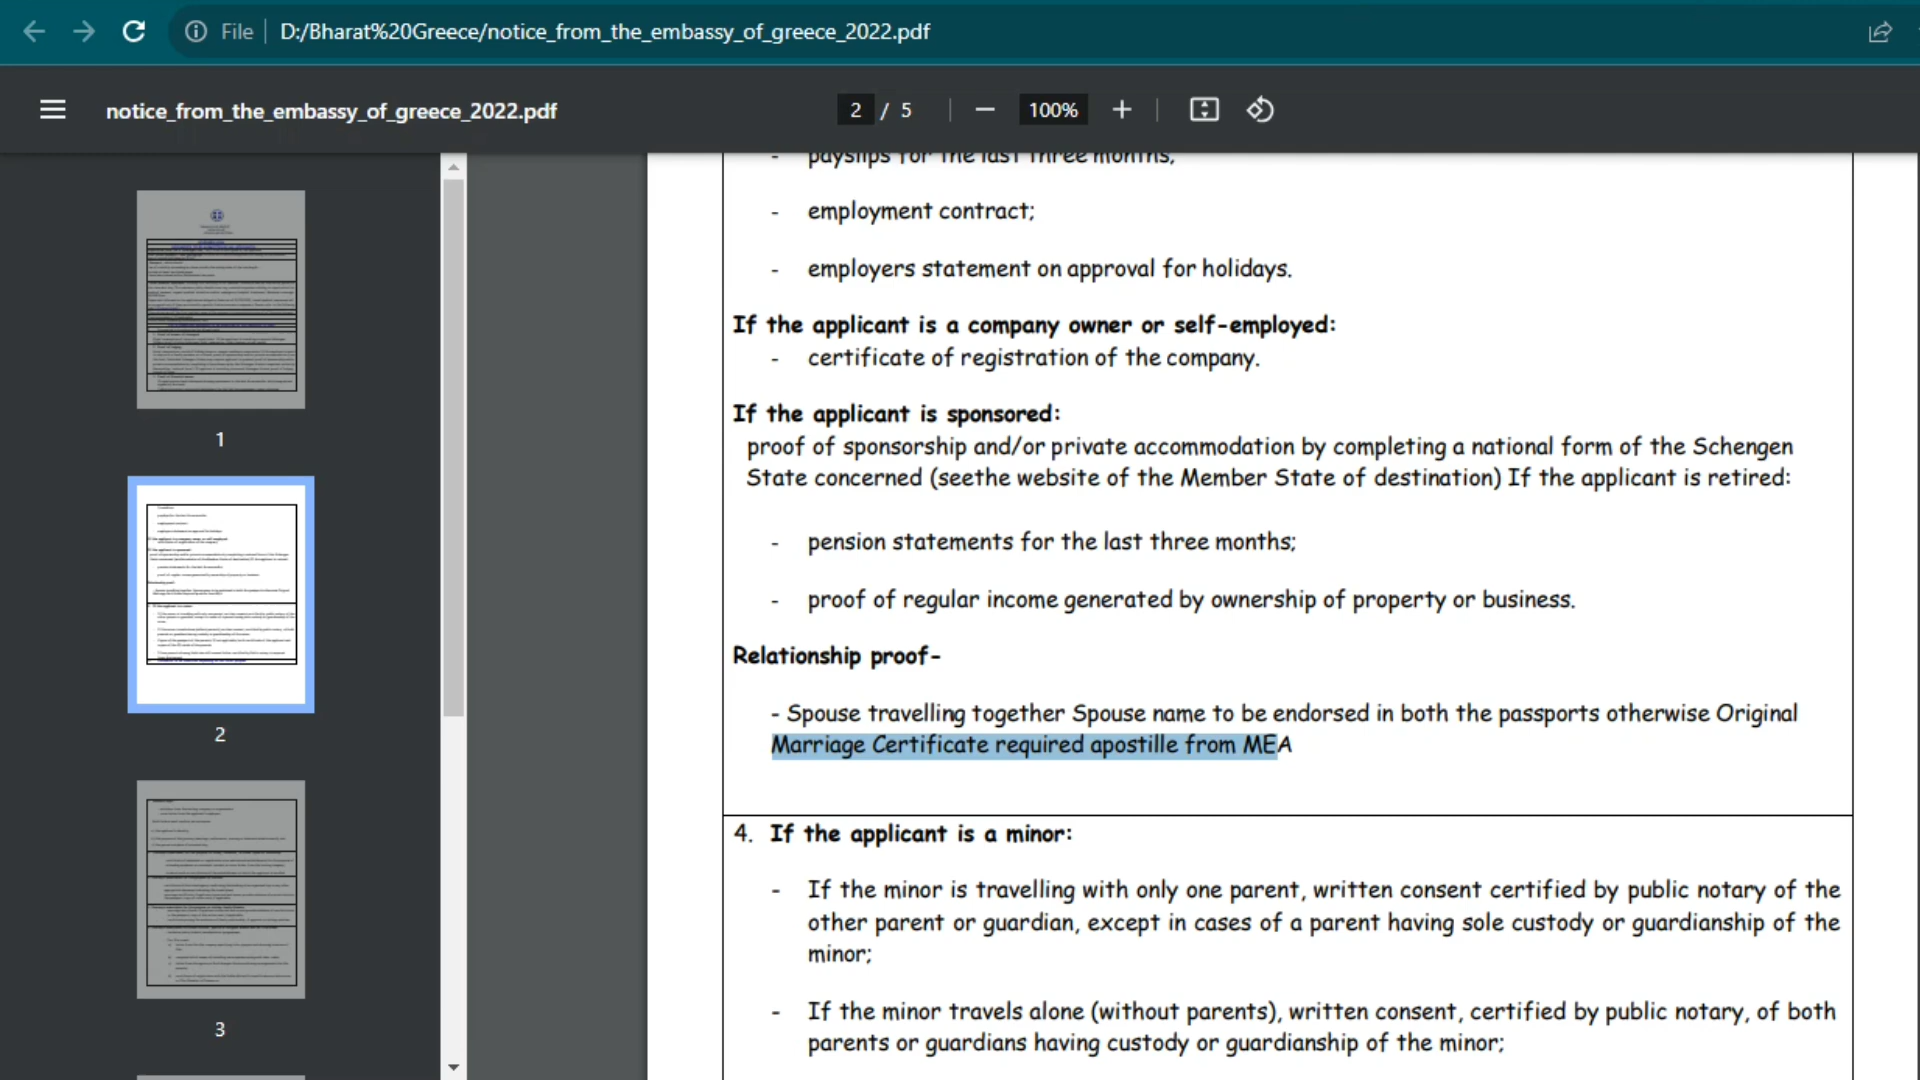 File
D:/Bharat%20Greece/notice_from_the_embassy_of_greece_2022.pdf
notice_from_the_embassy_of_greece_2022.pdf
2 / 5
100%
1
2
3
- payslips for the last three months;
- employment contract;
- employers statement on approval for holidays.
If the applicant is a company owner or self-employed:
- certificate of registration of the company.
If the applicant is sponsored:
proof of sponsorship and/or private accommodation by completing a national form of the Schengen
State concerned (seethe website of the Member State of destination) If the applicant is retired:
- pension statements for the last three months;
- proof of regular income generated by ownership of property or business.
Relationship proof-
- Spouse travelling together Spouse name to be endorsed in both the passports otherwise Original
Marriage Certificate required apostille from MEA
4. If the applicant is a minor:
- If the minor is travelling with only one parent, written consent certified by public notary of the
other parent or guardian, except in cases of a parent having sole custody or guardianship of the
minor;
- If the minor travels alone (without parents), written consent, certified by public notary, of both
parents or guardians having custody or guardianship of the minor;